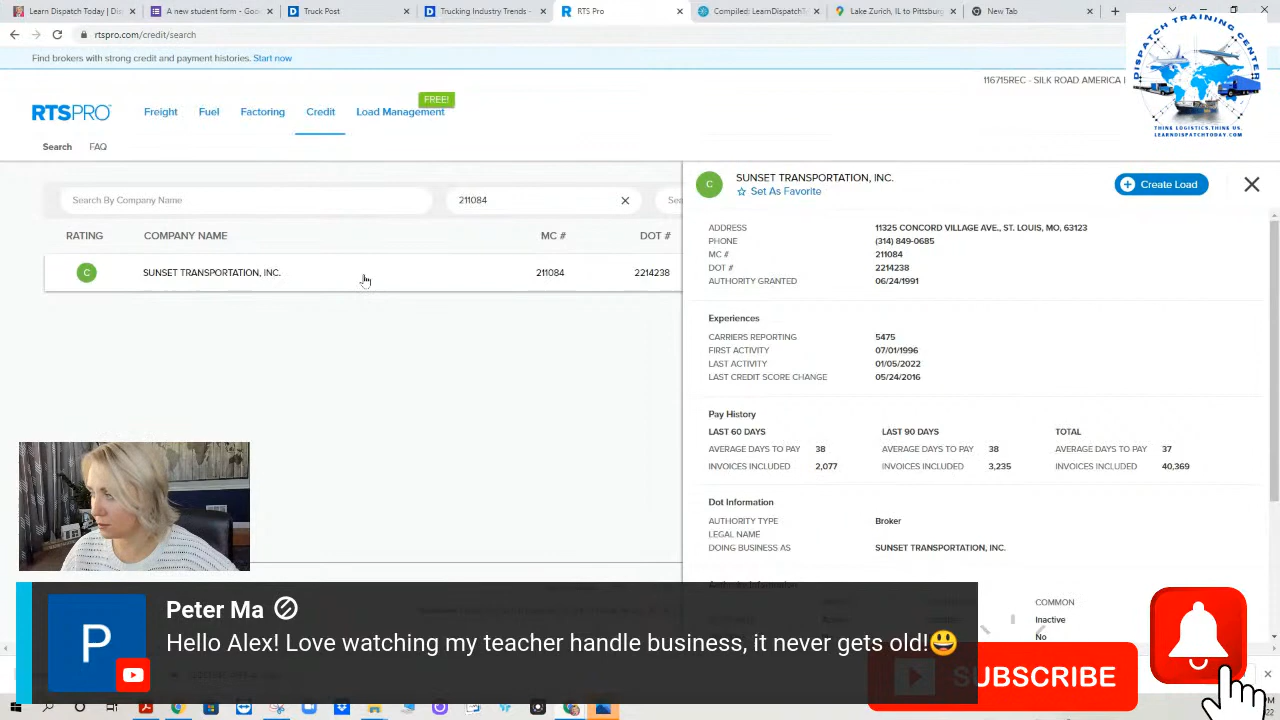 Truck Post
Trucking Industry Trends -
RTS Pro
Compiled: LearnDispatchT
Lake Zurich, IL to Pittsburg
New Tab
rtspro.com/credit/search
Find brokers with strong credit and payment histories. Start now
116715REC - SILK ROAD AMERICA
DISPATCH TRAINING CENTER
THINK LOGISTICS.THINK US.
LEARNDISPATCHTODAY.COM
RTSPRO
Freight
Fuel
Factoring
Credit
Load Management
FREE!
Search
FAQ
Search By Company Name
211084
RATING
COMPANY NAME
MC #
DOT #
C
SUNSET TRANSPORTATION, INC.
211084
2214238
C
SUNSET TRANSPORTATION, INC.
Set As Favorite
Create Load
ADDRESS 11325 CONCORD VILLAGE AVE., ST. LOUIS, MO, 63123
PHONE (314) 849-0685
MC # 211084
DOT # 2214238
AUTHORITY GRANTED 06/24/1991
Experiences
CARRIERS REPORTING 5475
FIRST ACTIVITY 07/01/1996
LAST ACTIVITY 01/05/2022
LAST CREDIT SCORE CHANGE 05/24/2016
Pay History
LAST 60 DAYS LAST 90 DAYS TOTAL
AVERAGE DAYS TO PAY 38 AVERAGE DAYS TO PAY 38 AVERAGE DAYS TO PAY 37
INVOICES INCLUDED 2,077 INVOICES INCLUDED 3,235 INVOICES INCLUDED 40,369
Dot Information
AUTHORITY TYPE Broker
LEGAL NAME
DOING BUSINESS AS SUNSET TRANSPORTATION, INC.
COMMON
Inactive
No
P
Peter Ma
Hello Alex! Love watching my teacher handle business, it never gets old!😃
SUBSCRIBE